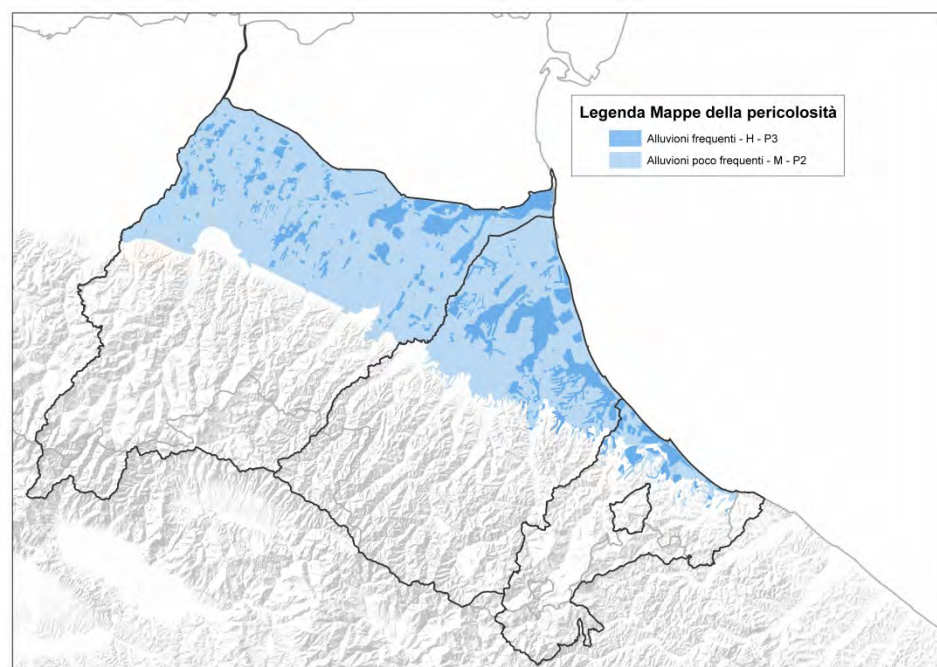 Legenda Mappe della pericolosità
Alluvioni frequenti - H - P3
Alluvioni poco frequenti - M - P2